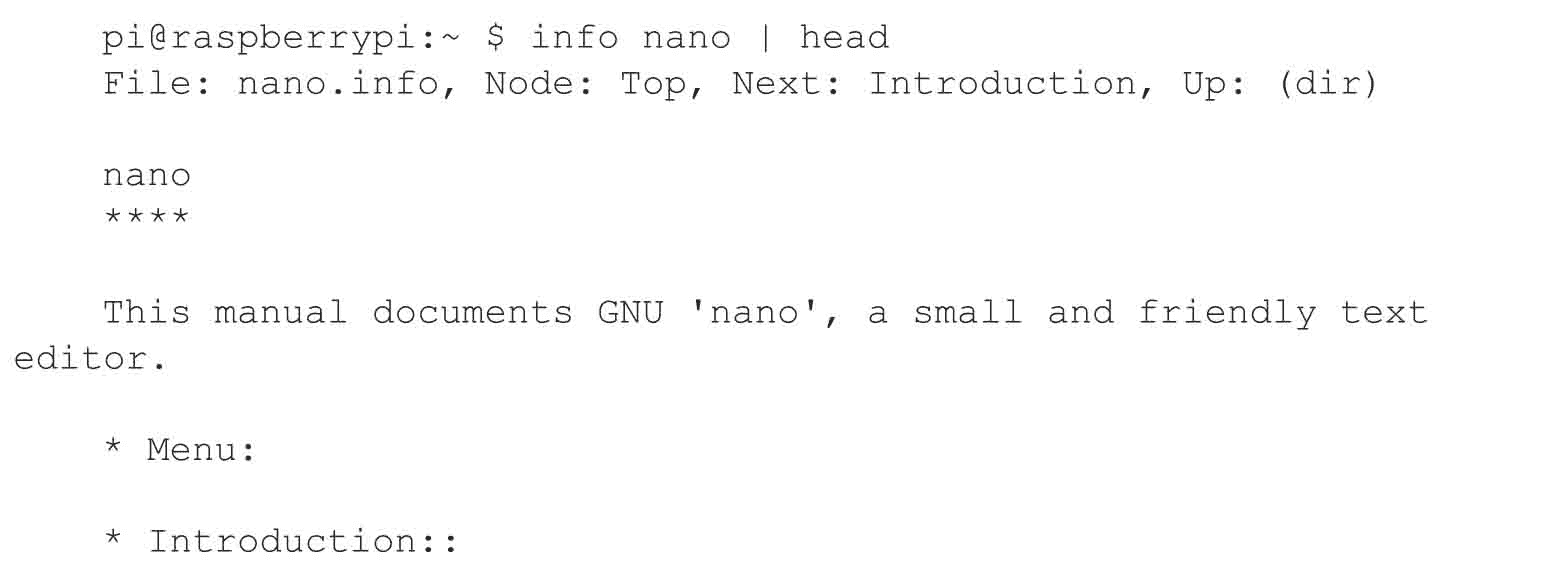 pi@raspberrypi:~ $ info nano | head
File: nano.info, Node: Top, Next: Introduction, Up: (dir)
nano
****
This manual documents GNU 'nano', a small and friendly text
editor.
* Menu:
* Introduction::